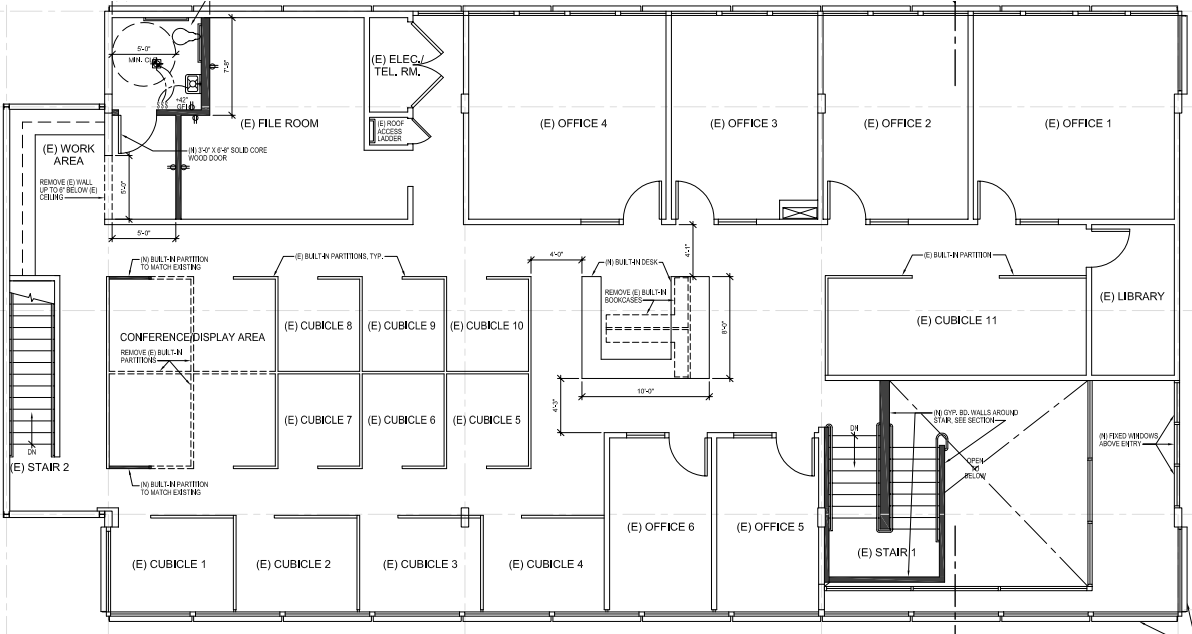 5'-0"
MIN. CLR.
7'-8"
+42"
GFI
(E) ELEC./
TEL. RM.
(E) ROOF
ACCESS
LADDER
(E) FILE ROOM
(E) OFFICE 4
(E) OFFICE 3
(E) OFFICE 2
(E) OFFICE 1
(E) WORK
AREA
REMOVE (E) WALL
UP TO 6" BELOW (E)
CEILING
(N) 3'-0" X 6'-8" SOLID CORE
WOOD DOOR
5'-0"
5'-0"
(N) BUILT-IN PARTITION
TO MATCH EXISTING
(E) BUILT-IN PARTITIONS, TYP.
4'-0"
(N) BUILT-IN DESK
4'-1"
(E) BUILT-IN PARTITION
REMOVE (E) BUILT-IN
BOOKCASES
8'-0"
10'-0"
4'-3"
(E) LIBRARY
(E) CUBICLE 11
CONFERENCE/DISPLAY AREA
REMOVE (E) BUILT-IN
PARTITIONS
(E) CUBICLE 8
(E) CUBICLE 9
(E) CUBICLE 10
(E) CUBICLE 7
(E) CUBICLE 6
(E) CUBICLE 5
DN
(E) STAIR 2
(N) BUILT-IN PARTITION
TO MATCH EXISTING
DN
(N) GYP. BD. WALLS AROUND
STAIR, SEE SECTION
OPEN
TO
BELOW
(N) FIXED WINDOWS
ABOVE ENTRY
(E) CUBICLE 1
(E) CUBICLE 2
(E) CUBICLE 3
(E) CUBICLE 4
(E) OFFICE 6
(E) OFFICE 5
(E) STAIR 1